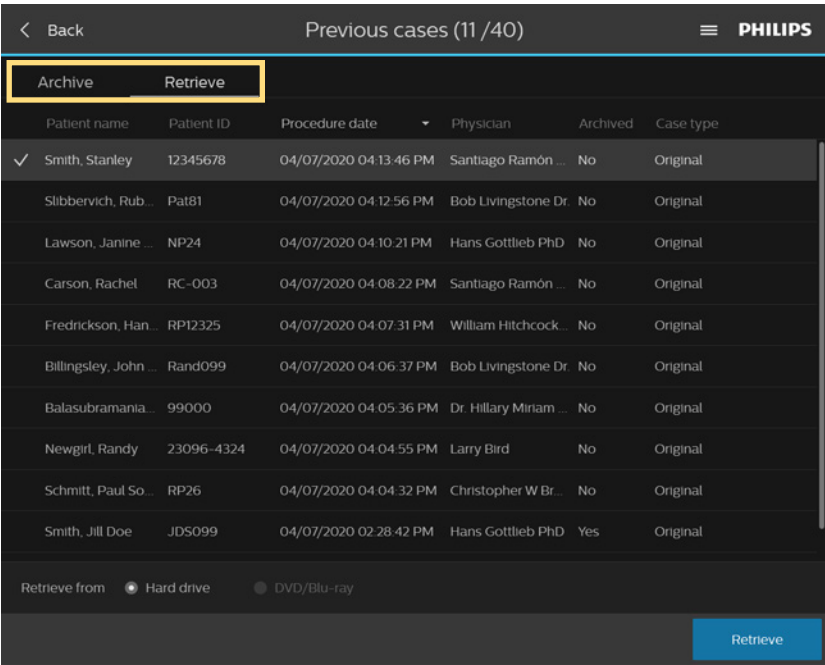 Back Previous cases (11 /40) PHILIPS
Archive Retrieve
Patient name Patient ID Procedure date Physician Archived Case type
Smith, Stanley 12345678 04/07/2020 04:13:46 PM Santiago Ramón ... No Original
Slibbervich, Rub... Pat81 04/07/2020 04:12:56 PM Bob Livingstone Dr. No Original
Lawson, Janine ... NP24 04/07/2020 04:10:21 PM Hans Gottlieb PhD No Original
Carson, Rachel RC-003 04/07/2020 04:08:22 PM Santiago Ramón ... No Original
Fredrickson, Han... RP12325 04/07/2020 04:07:31 PM William Hitchcock... No Original
Billingsley, John ... Rand099 04/07/2020 04:06:37 PM Bob Livingstone Dr. No Original
Balasubramania... 99000 04/07/2020 04:05:36 PM Dr. Hillary Miriam ... No Original
Newgirl, Randy 23096-4324 04/07/2020 04:04:55 PM Larry Bird No Original
Schmitt, Paul So... RP26 04/07/2020 04:04:32 PM Christopher W Br... No Original
Smith, Jill Doe JDS099 04/07/2020 02:28:42 PM Hans Gottlieb PhD Yes Original
Retrieve from Hard drive DVD/Blu-ray
Retrieve